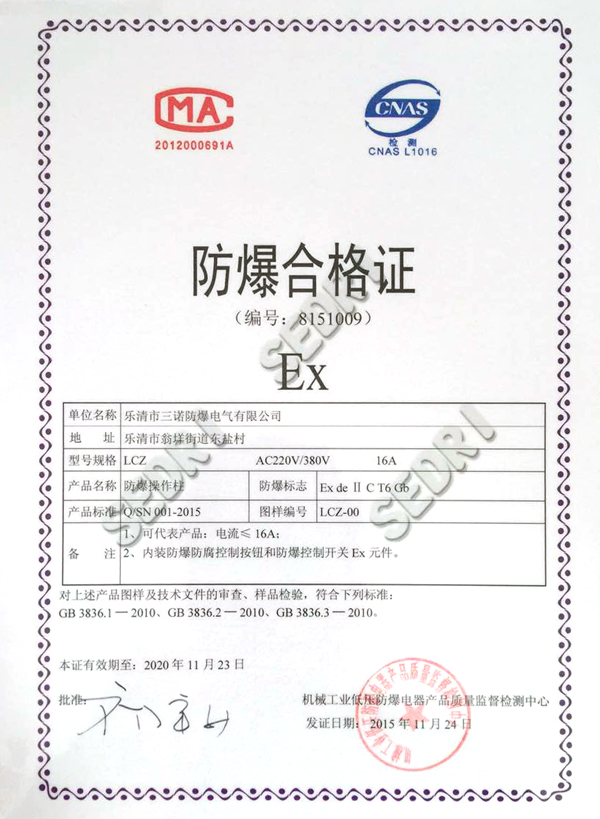 CMA
2012000691A
CNAS
检 测
CNAS L1016
防爆合格证
（编号：8151009）
Ex
单位名称 乐清市三诺防爆电气有限公司
地 址 乐清市翁垟街道东盐村
型号规格 LCZ AC220V/380V 16A
产品名称 防爆操作柱 防爆标志 Ex de Ⅱ C T6 Gb
产品标准 Q/SN 001-2015 图样编号 LCZ-00
备 注 1、可代表产品：电流≤16A；
2、内装防爆防腐控制按钮和防爆控制开关 Ex 元件。
对上述产品图样及技术文件的审查、样品检验，符合下列标准：
GB 3836.1—2010、GB 3836.2—2010、GB 3836.3—2010。
本证有效期至：2020 年 11 月 23 日
批准：
机械工业低压防爆电器产品质量监督检测中心
发证日期：2015 年 11 月 24 日
SEDRI
SEDRI
SEDRI